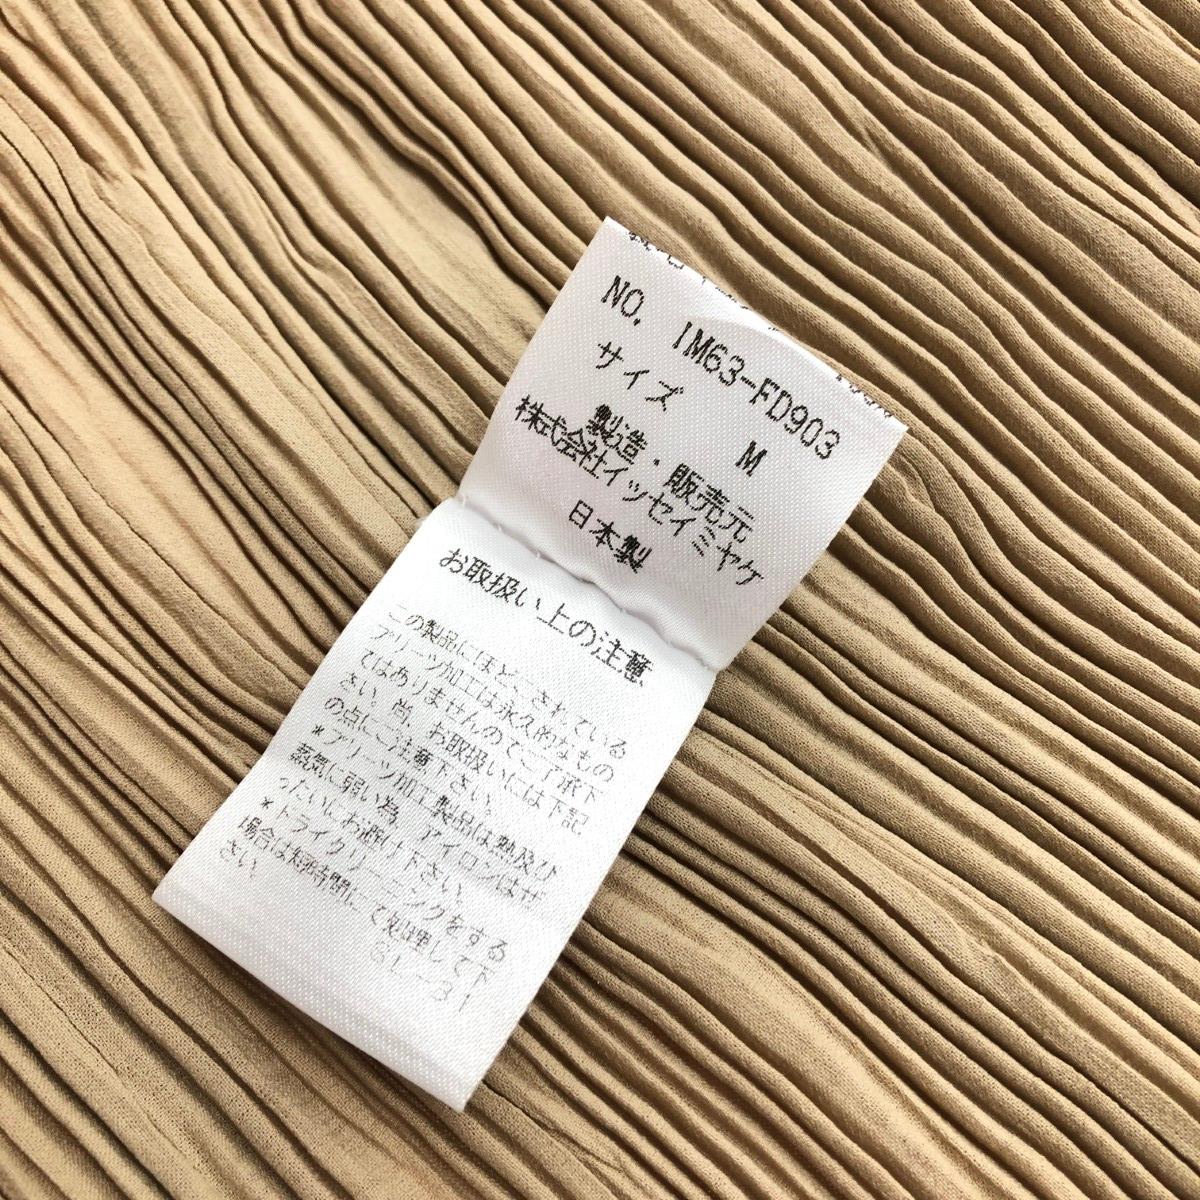 NO. IM63-FD903
サイズ M
製造・販売元
株式会社イッセイミヤケ
日本製
お取扱い上の注意
この製品にほどこされている
プリーツ加工は永久的なもの
ではありませんのでご了承下
さい。尚、お取扱いには下記
の点にご注意下さい。
*プリーツ加工製品は熱及び
蒸気に弱い為、アイロンはぜ
ったいにお避け下さい。
*ドライクリーニングをする
場合は短時間にて処理して下
さい。
SL-31